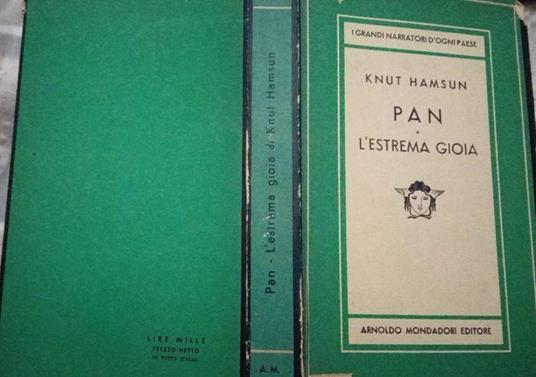 LIRE MILLE
PREZZO NETTO
IN TUTTA ITALIA
Pan - L'estrema gioia di Knut Hamsun
A.M.
I GRANDI NARRATORI D'OGNI PAESE
KNUT HAMSUN
PAN
•
L'ESTREMA GIOIA
ARNOLDO MONDADORI EDITORE